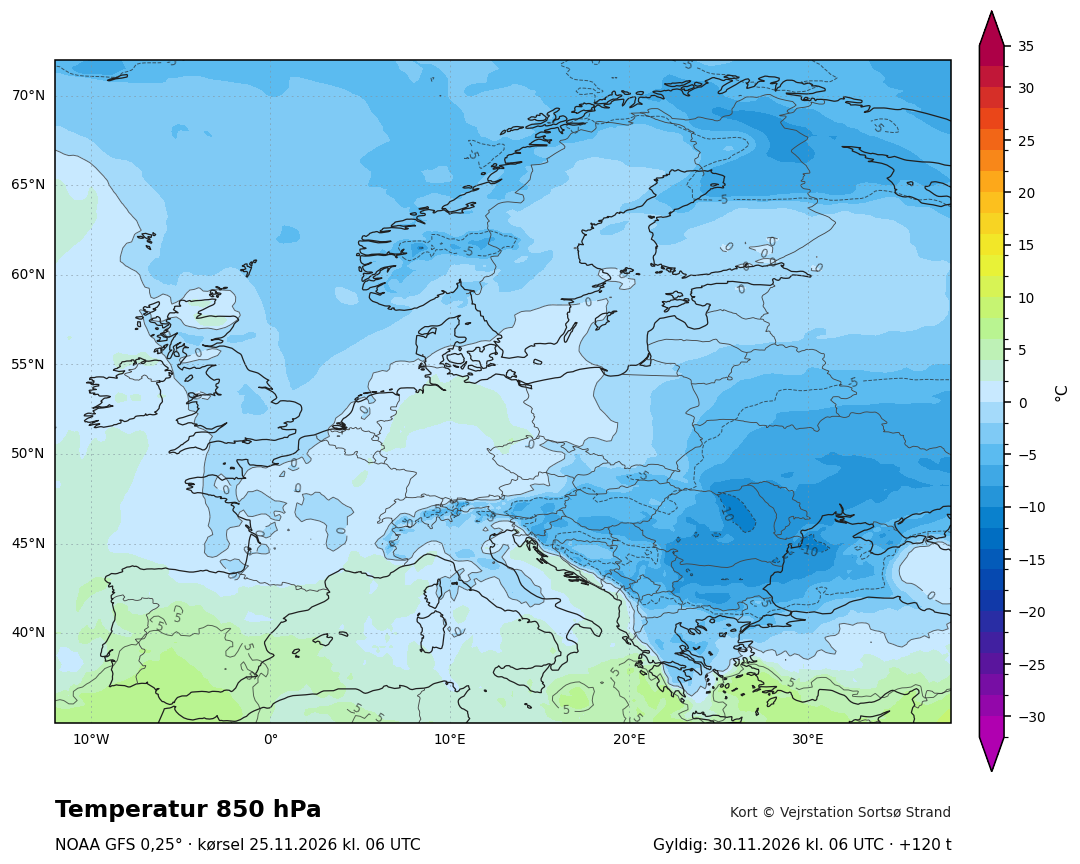 70°N
65°N
60°N
55°N
50°N
45°N
40°N
10°W
0°
10°E
20°E
30°E
35
30
25
20
15
10
5
0
−5
−10
−15
−20
−25
−30
°C
Temperatur 850 hPa
Kort © Vejrstation Sortsø Strand
NOAA GFS 0,25° · kørsel 25.11.2026 kl. 06 UTC
Gyldig: 30.11.2026 kl. 06 UTC · +120 t